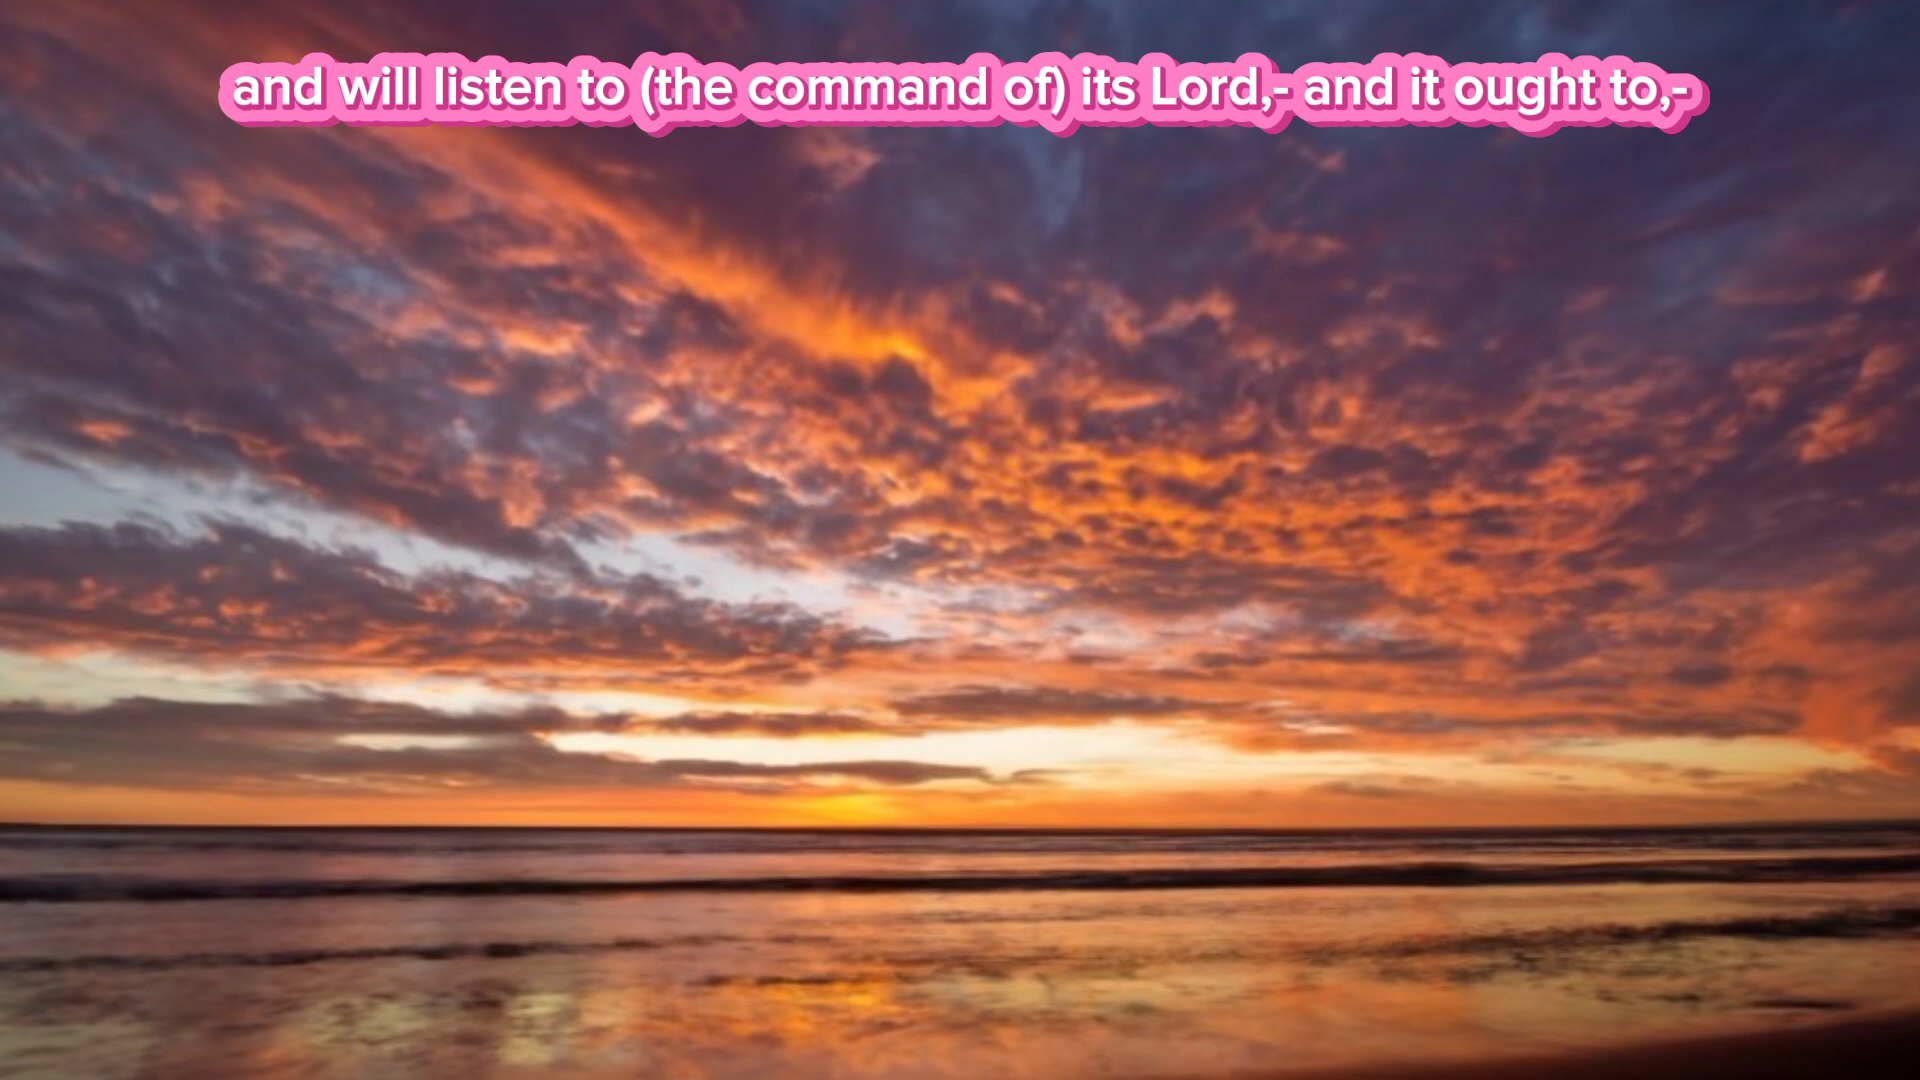 and will listen to (the command of) its Lord,- and it ought to,-